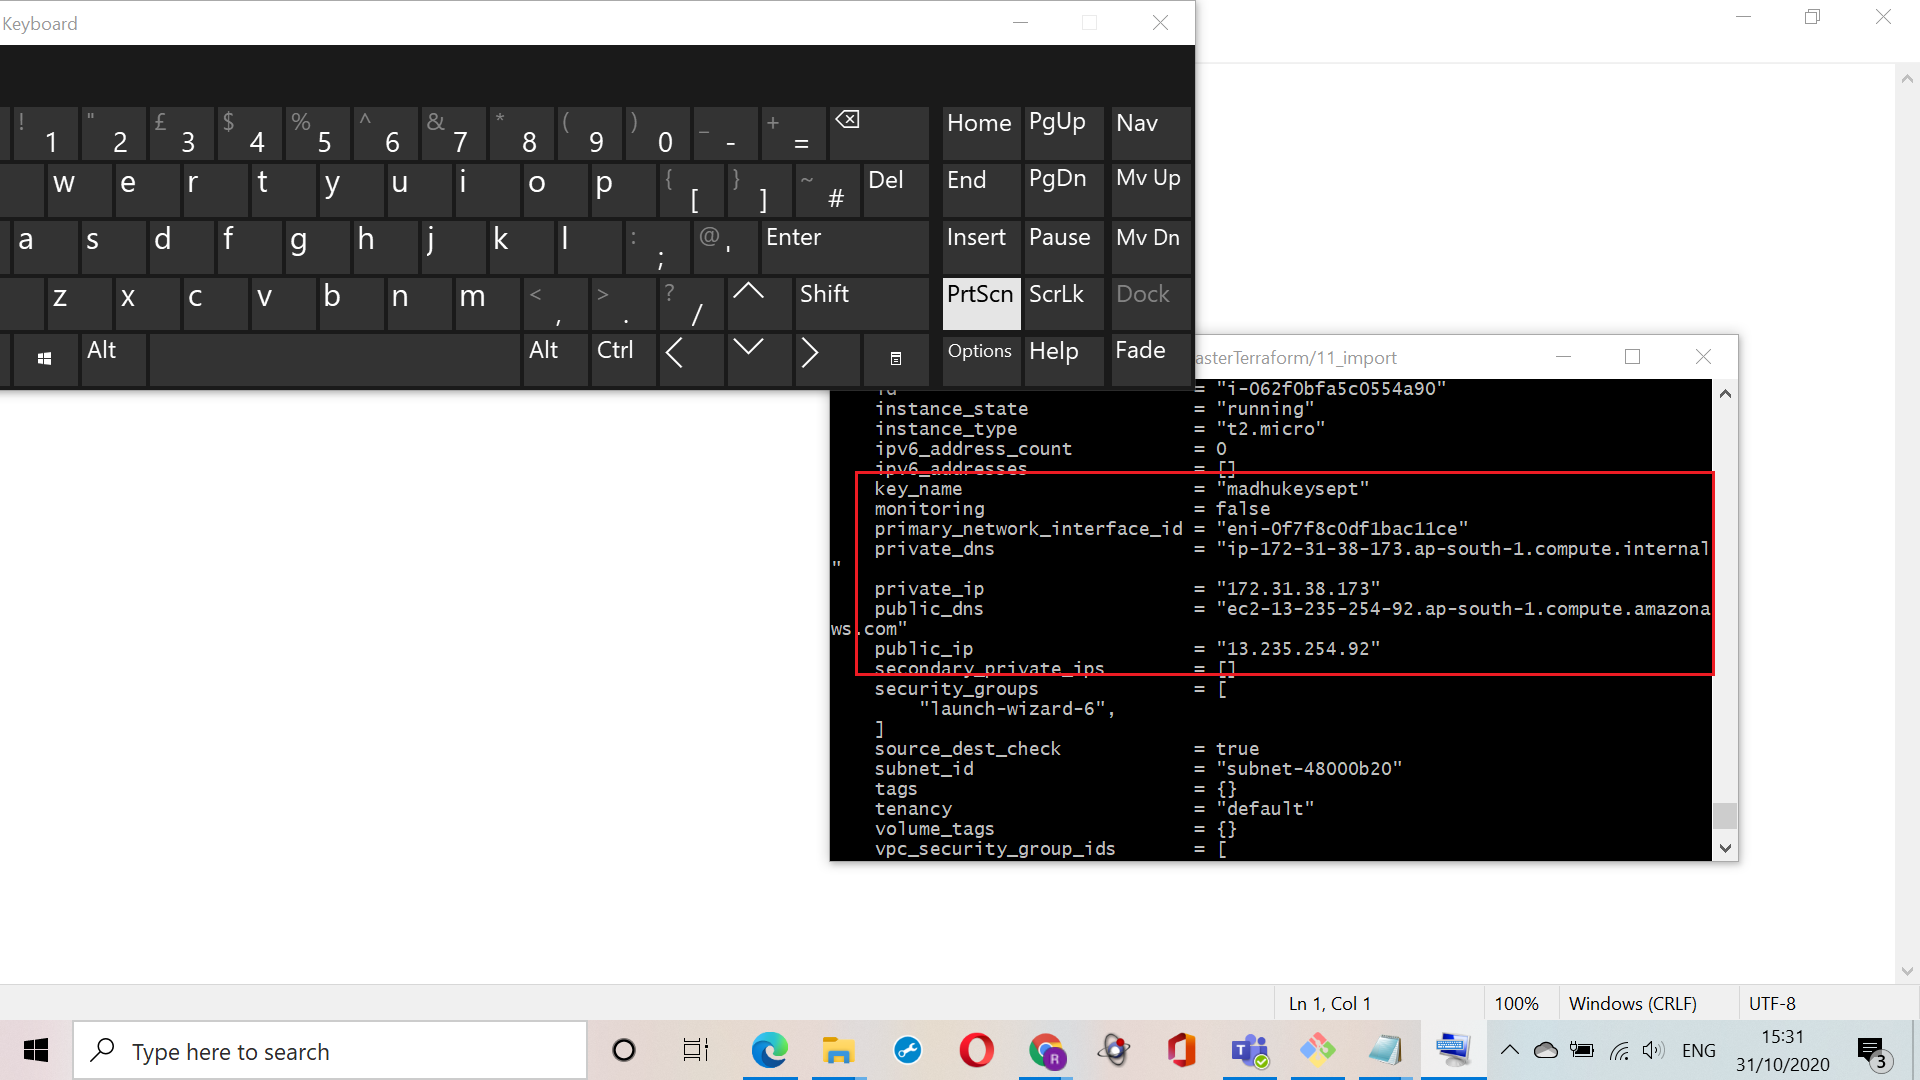 Keyboard
! 1 " 2 £ 3 $ 4 % 5 ^ 6 & 7 * 8 ( 9 ) 0 _ - + = Home PgUp Nav
w e r t y u i o p { [ } ] ~ # Del End PgDn Mv Up
a s d f g h j k l : ; @ ' Enter Insert Pause Mv Dn
z x c v b n m < , > . ? / Shift PrtScn ScrLk Dock
Alt Alt Ctrl Options Help Fade
asterTerraform/11_import
id = "i-062f0bfa5c0554a90"
instance_state = "running"
instance_type = "t2.micro"
ipv6_address_count = 0
ipv6_addresses = []
key_name = "madhukeysept"
monitoring = false
primary_network_interface_id = "eni-0f7f8c0df1bac11ce"
private_dns = "ip-172-31-38-173.ap-south-1.compute.internal
"
private_ip = "172.31.38.173"
public_dns = "ec2-13-235-254-92.ap-south-1.compute.amazona
ws.com"
public_ip = "13.235.254.92"
secondary_private_ips = []
security_groups = [
"launch-wizard-6",
]
source_dest_check = true
subnet_id = "subnet-48000b20"
tags = {}
tenancy = "default"
volume_tags = {}
vpc_security_group_ids = [
Ln 1, Col 1 100% Windows (CRLF) UTF-8
Type here to search
R
ENG
15:31
31/10/2020
3